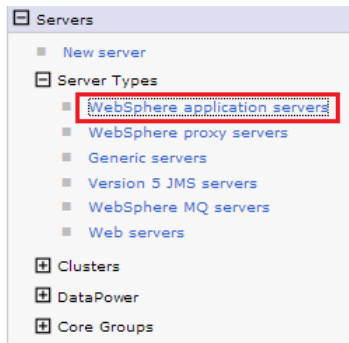 Servers
New server
Server Types
WebSphere application servers
WebSphere proxy servers
Generic servers
Version 5 JMS servers
WebSphere MQ servers
Web servers
Clusters
DataPower
Core Groups